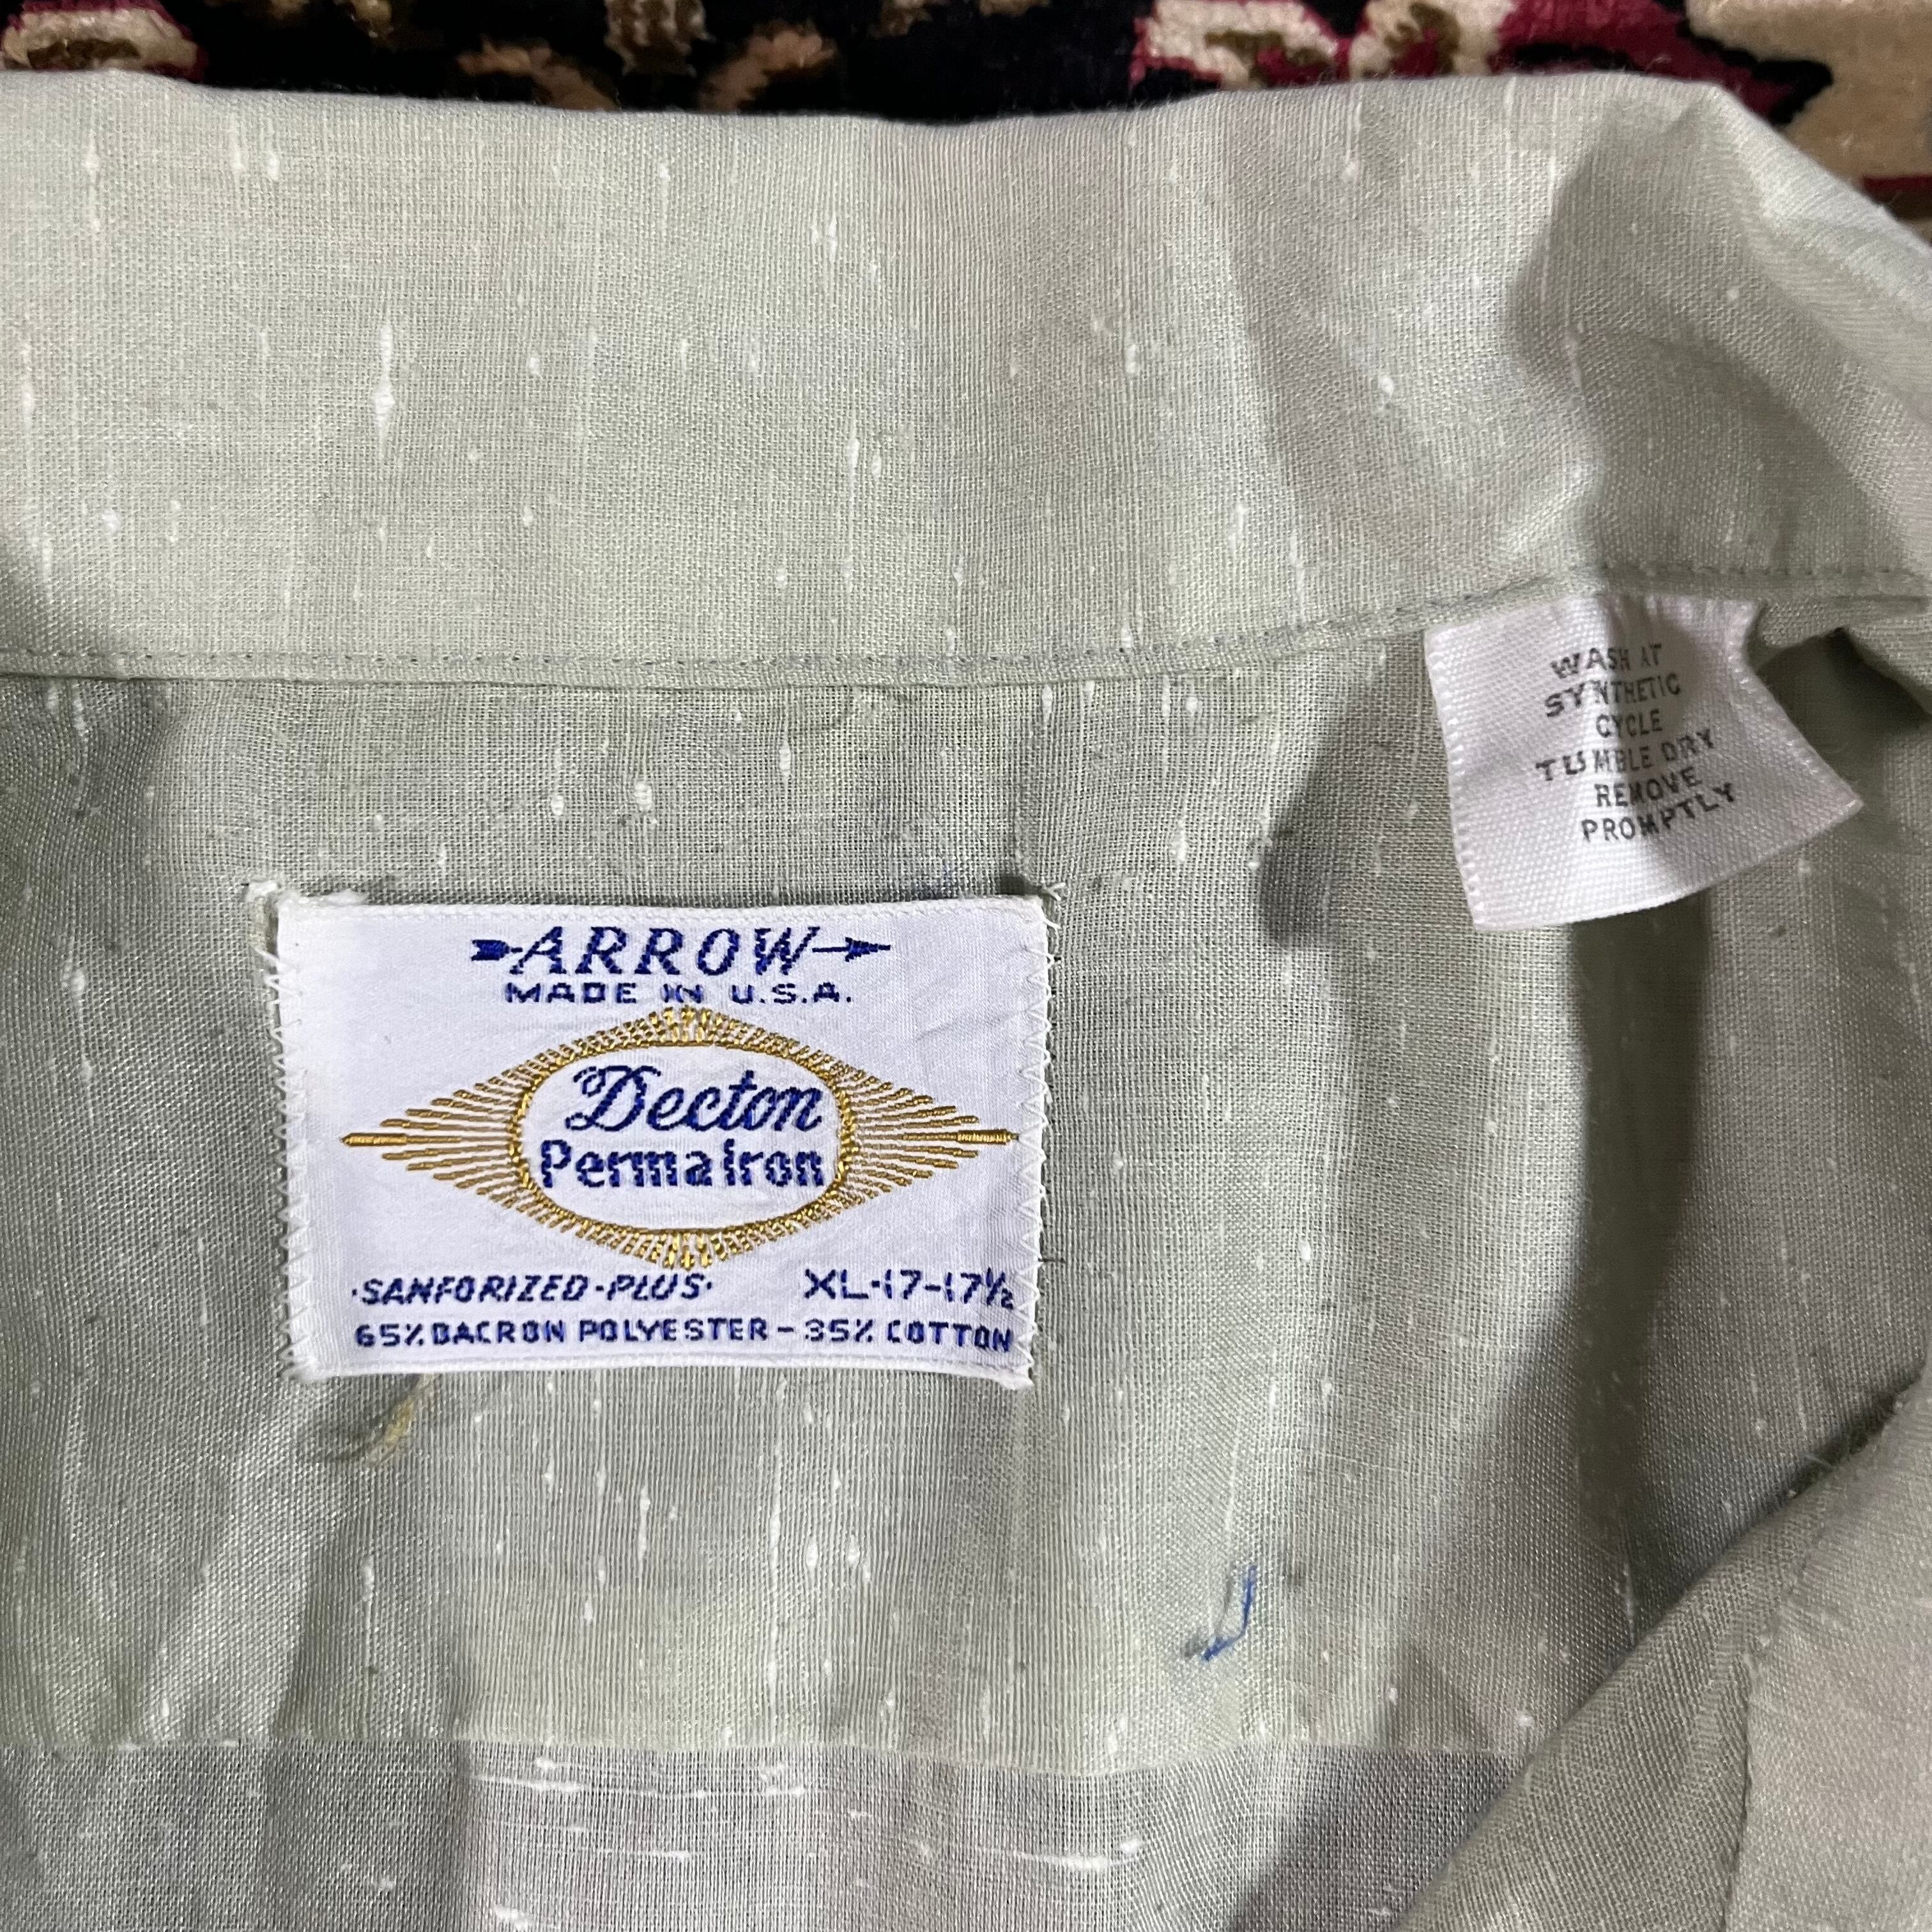 ARROW
MADE IN U.S.A.
Decton
Perma iron
·SANFORIZED-PLUS· XL-17-17½
65% DACRON POLYESTER - 35% COTTON
WASH AT
SYNTHETIC
CYCLE
TUMBLE DRY
REMOVE
PROMPTLY